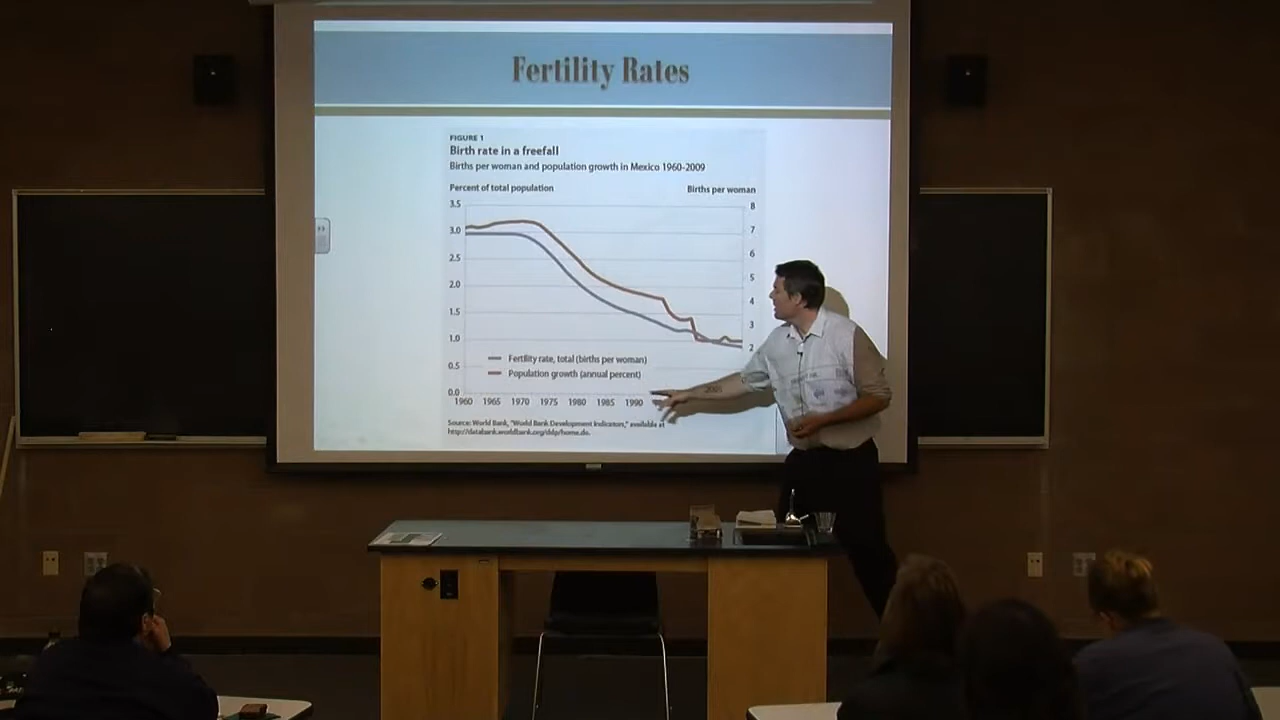 Fertility Rates
FIGURE 1
Birth rate in a freefall
Births per woman and population growth in Mexico 1960-2009
Percent of total population Births per woman
3.5 8
3.0 7
2.5 6
2.0 5
1.5 4
1.0 3
0.5 2
0.0
Fertility rate, total (births per woman)
Population growth (annual percent)
1960 1965 1970 1975 1980 1985 1990 2005
Source: World Bank, "World Bank Development Indicators," available at
http://databank.worldbank.org/ddp/home.do.